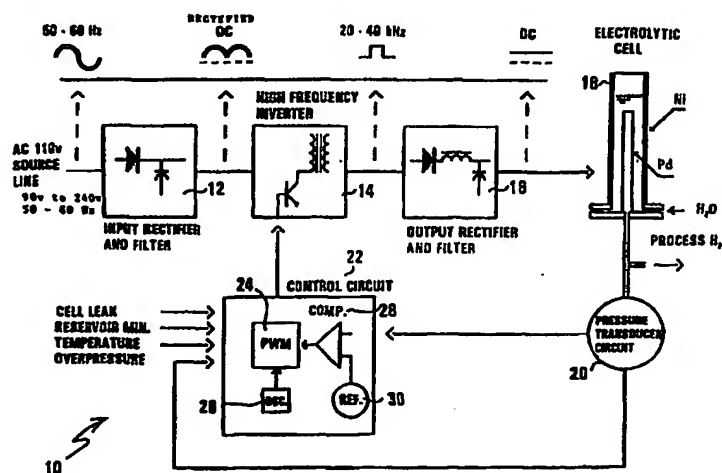 50 - 60 Hz
RECTIFIED
DC
20 - 40 kHz
DC
ELECTROLYTIC
CELL
18
Ni
Pd
HIGH FREQUENCY
INVERTER
AC 110v
SOURCE
LINE
90v to 240v
50 - 60 Hz
12
14
16
INPUT RECTIFIER
AND FILTER
OUTPUT RECTIFIER
AND FILTER
H₂O
PROCESS H₂
22
CONTROL CIRCUIT
24
COMP.
28
PWM
CELL LEAK
RESERVOIR MIN.
TEMPERATURE
OVERPRESSURE
PRESSURE
TRANSDUCER
CIRCUIT
20
26
OSC.
REF.
30
10